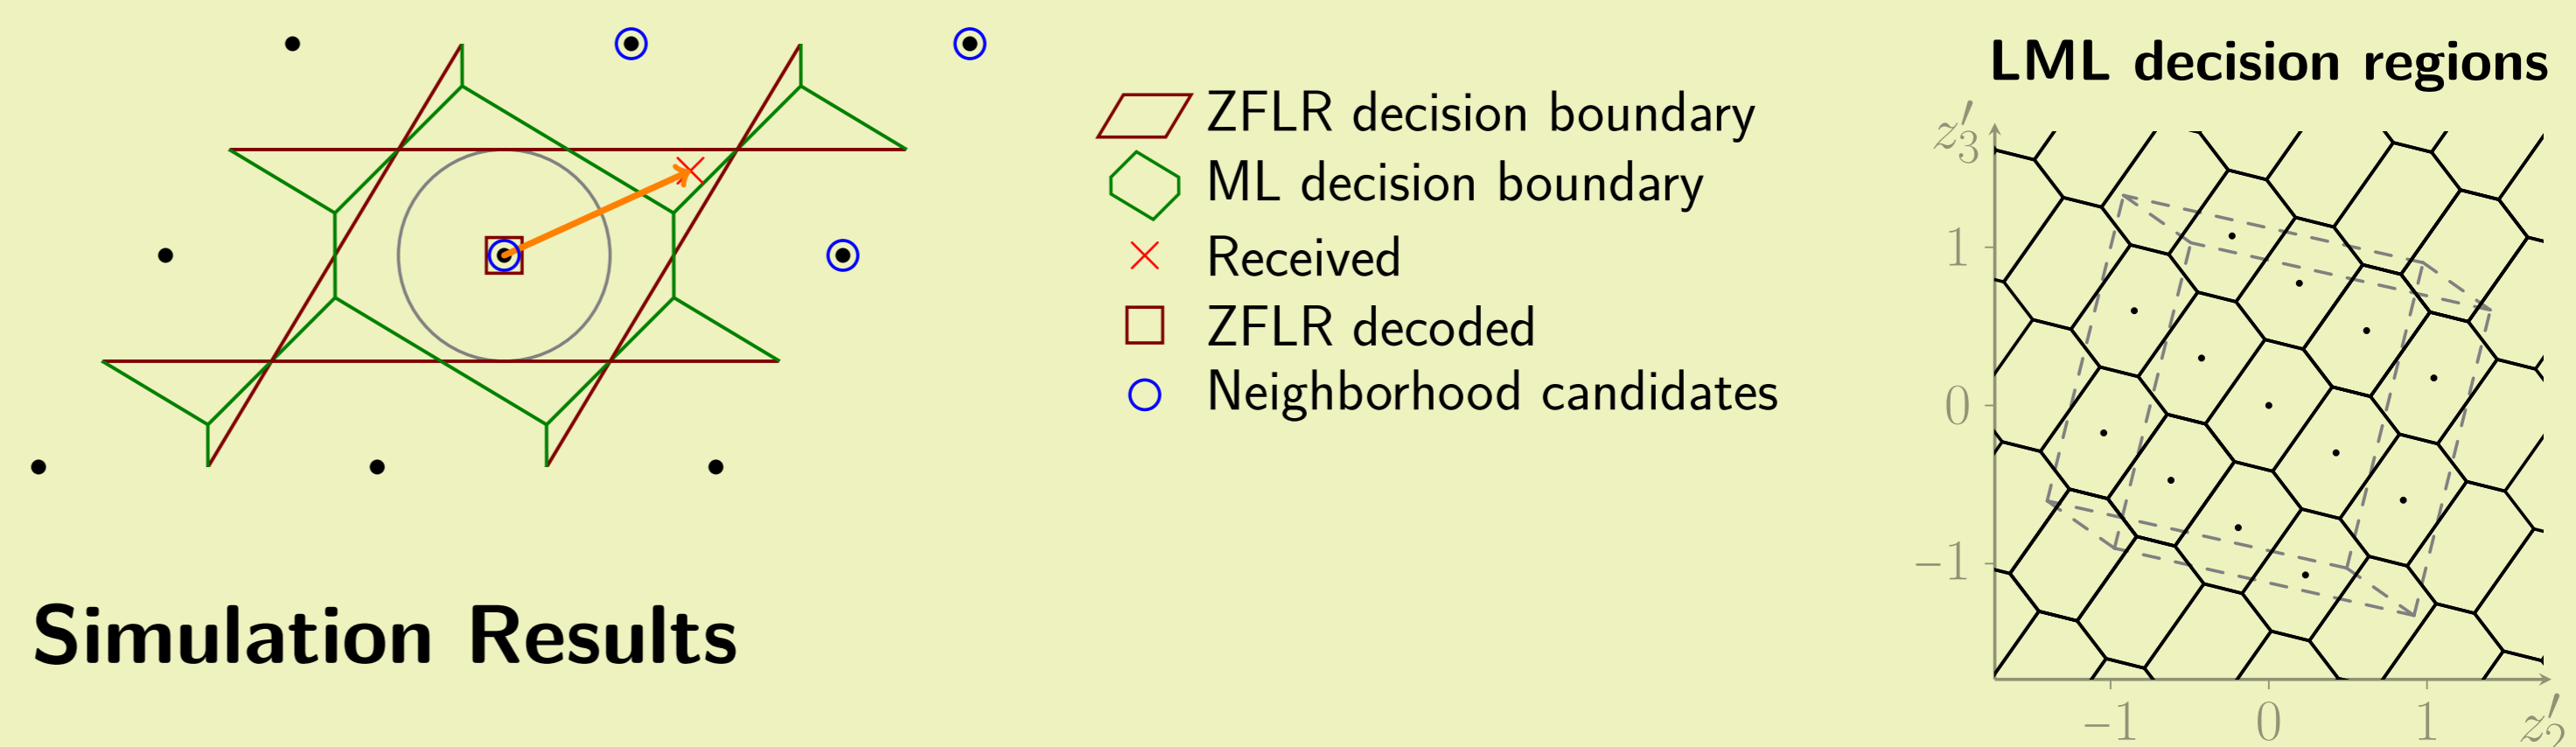 ZFLR decision boundary
ML decision boundary
Received
ZFLR decoded
Neighborhood candidates
Simulation Results
LML decision regions
z′₃
1
0
−1
−1 0 1 z′₂